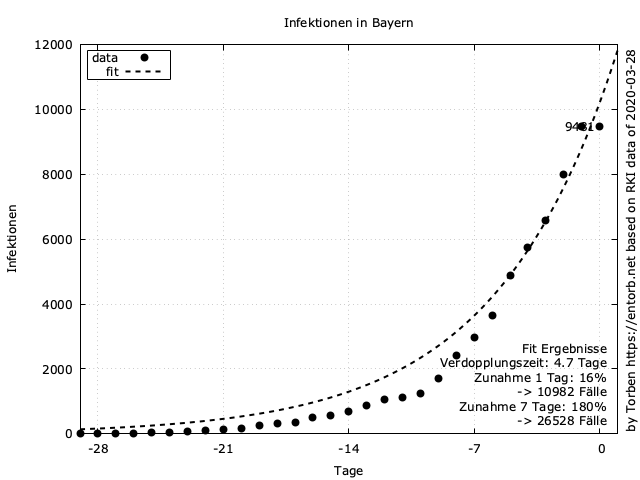 Infektionen in Bayern
data
fit
12000
10000
8000
6000
4000
2000
0
Infektionen
-28
-21
-14
-7
0
Tage
9481
Fit Ergebnisse
Verdopplungszeit: 4.7 Tage
Zunahme 1 Tag: 16%
-> 10982 Fälle
Zunahme 7 Tage: 180%
-> 26528 Fälle
by Torben https://entorb.net based on RKI data of 2020-03-28